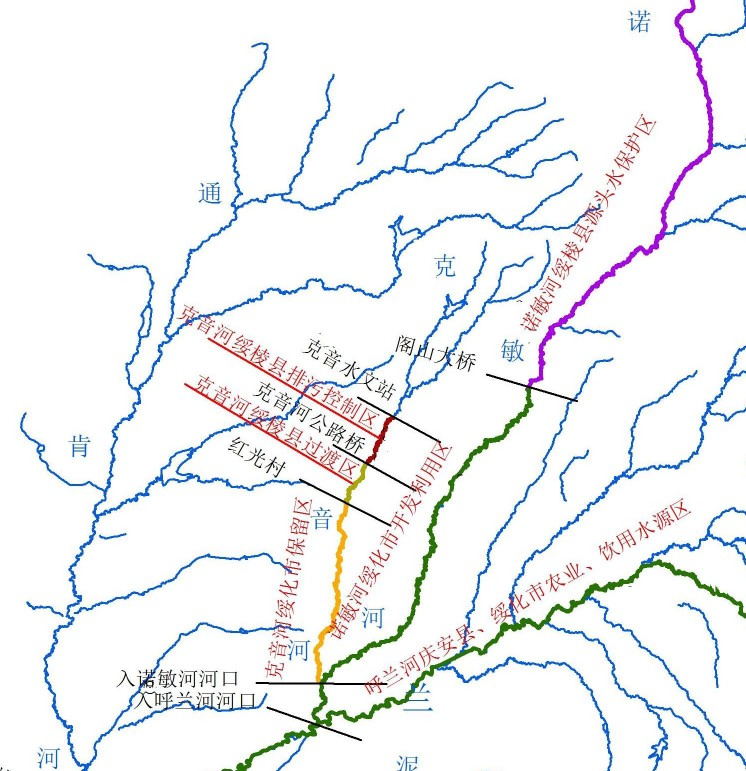 诺
诺敏河绥棱县源头水保护区
通
克
克音河绥棱县排污控制区
克音水文站
阁山大桥
敏
克音河绥棱县过渡区
克音河公路桥
红光村
肯
音
克音河绥化市保留区
诺敏河绥化市开发利用区
呼兰河庆安县、绥化市农业、饮用水源区
河
河
入诺敏河河口
入呼兰河河口
兰
河
泥